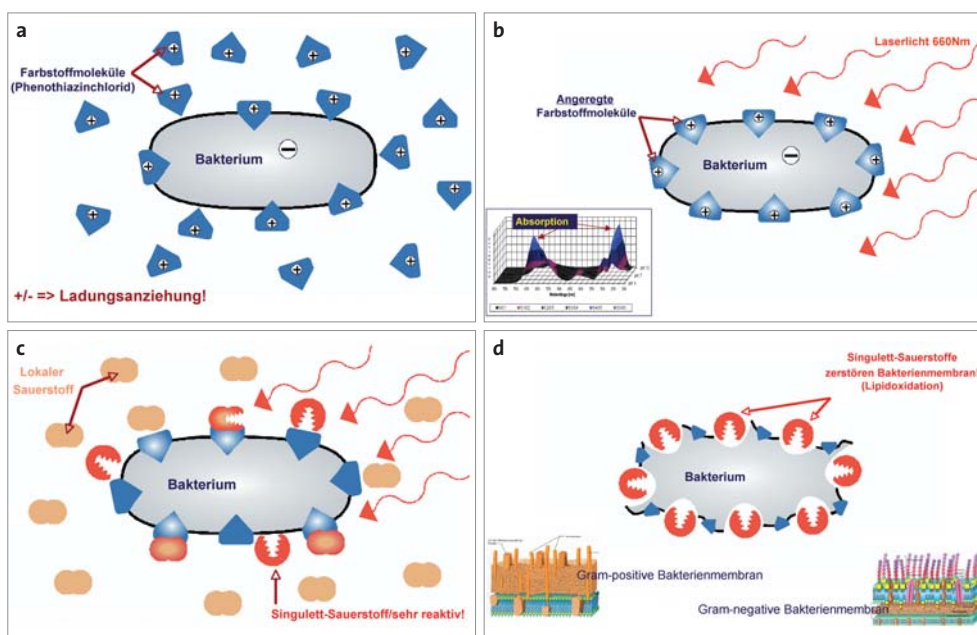 a
Farbstoffmoleküle
(Phenothiazinchlorid)
Bakterium
+/- => Ladungsanziehung!
b
Laserlicht 660Nm
Angeregte
Farbstoffmoleküle
Bakterium
Absorption
c
Lokaler
Sauerstoff
Bakterium
Singulett-Sauerstoff/sehr reaktiv!
d
Singulett-Sauerstoffe
zerstören Bakterienmembran!
(Lipidoxidation)
Bakterium
Gram-positive Bakterienmembran
Gram-negative Bakterienmembran